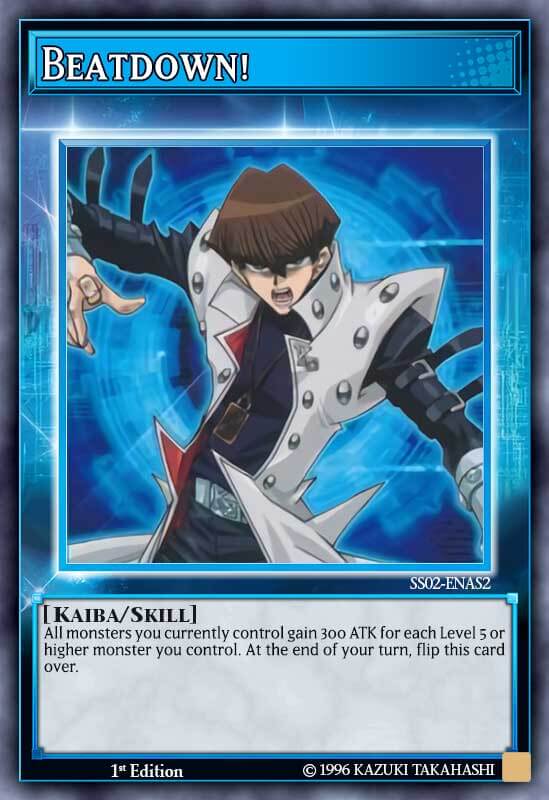 BEATDOWN!
SS02-ENAS2
[KAIBA/SKILL]
All monsters you currently control gain 300 ATK for each Level 5 or
higher monster you control. At the end of your turn, flip this card
over.
1st Edition
© 1996 KAZUKI TAKAHASHI